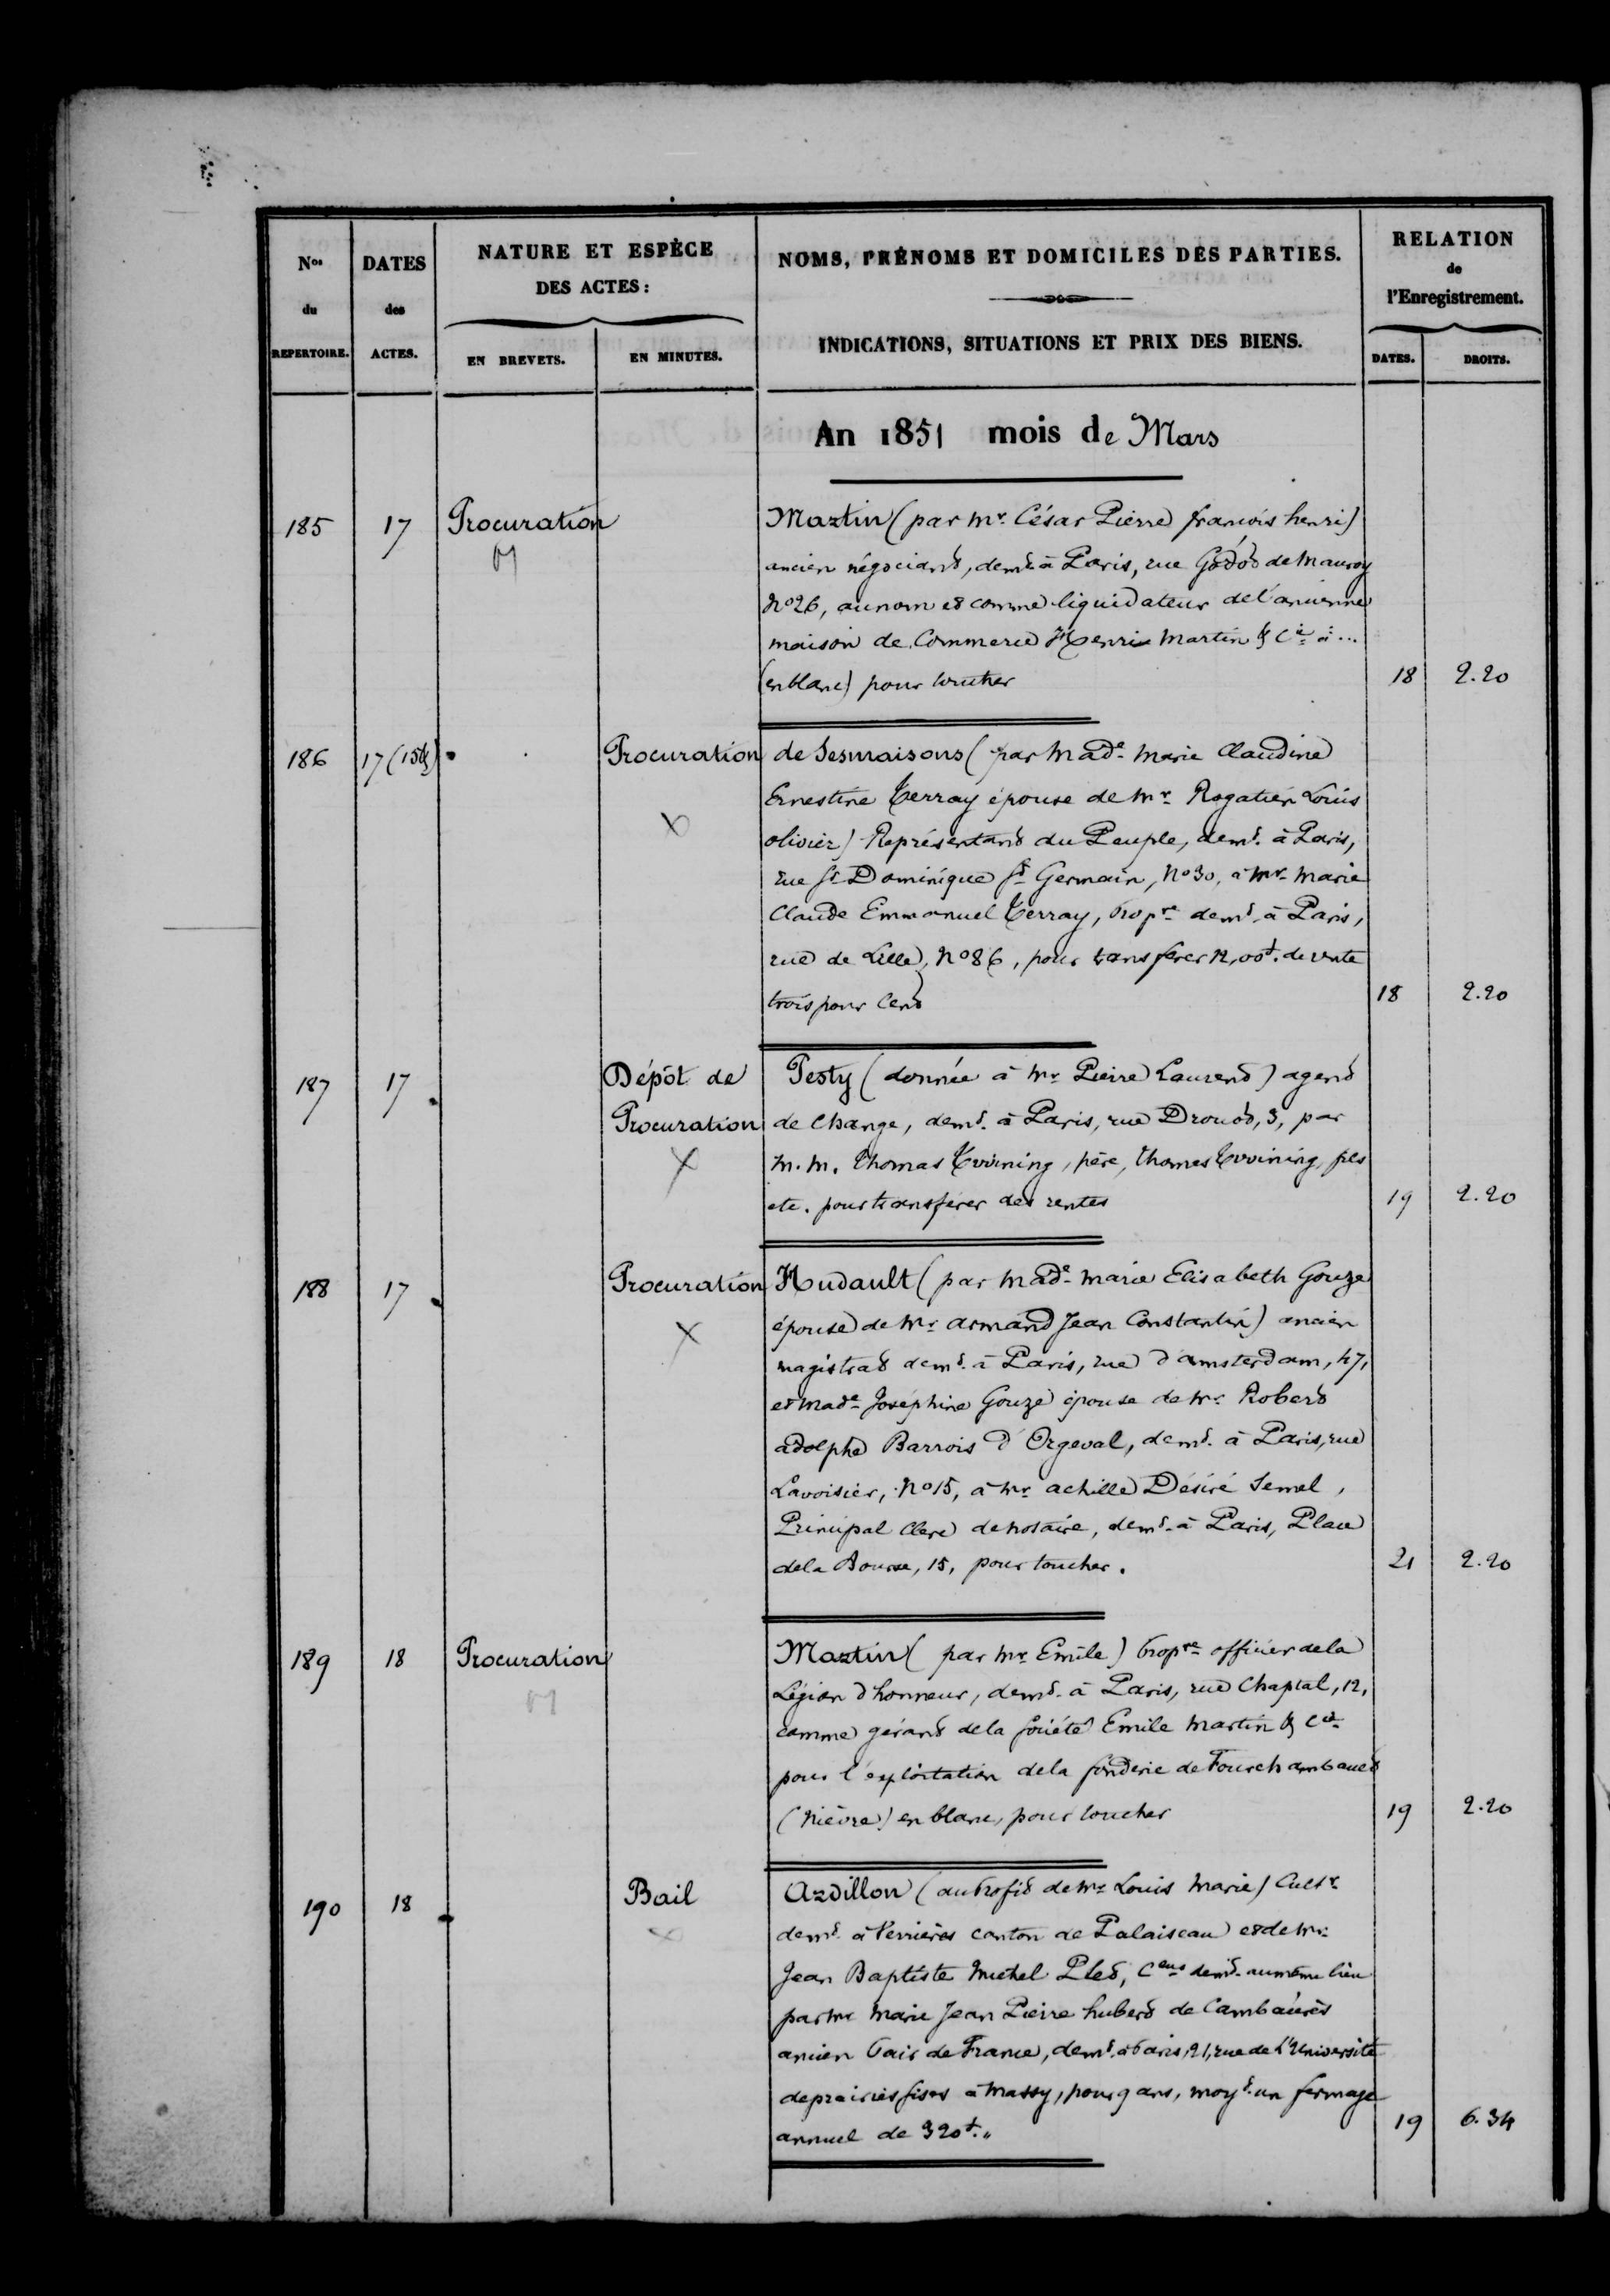 NATURE ET ESPÈCE
DES ACTES :
NOMS, PRÉNOMS ET DOMICILES DES PARTIES.
INDICATIONS, SITUATIONS ET PRIX DES BIENS.
RELATION
de
l'Enregistrement.
Nos
du
REPERTOIRE.
DATES
des
ACTES.
EN BREVETS.
EN MINUTES.
DATES.
DROITS.
An 1851 mois de Mars
185 17 Procuration Martin (par Mr. César Pierre françois henri)
ancien négociant, demt. à Paris, rue Godot de Mauroy
No 26, au nom et comme liquidateur de l'ancienne
maison de Commerce Henri Martin & Cie à ...
(en blanc) pour toucher 18 2.20
186 17 (15 Procuration de Sesmaisons (par Made. Marie Claudine
Ernestine Terray épouse de Mr. Rogatien Louis
olivier) Représentant du Peuple, demt. à Paris,
rue St Dominique St Germain, No 30, à Mr. Marie
Claude Emmanuel Terray, propre demt. à Paris,
rue de Lille, No 86, pour transférer de rente
trois pour Cent 18 2.20
187 17 Dépôt de Procuration Testy (donnée à Mr Pierre Laurent) agent
de Change, demt. à Paris, rue Drouot, 3, par
M. M. Thomas Twining, père, Thomas Twining, fils
etc. pour transférer des rentes 19 2.20
188 17 Procuration Hudault (par Made. Marie Elisabeth Gouze
épouse de Mr. armand Jean Constantin) ancien
magistrat demt. à Paris, rue d'amsterdam, 47,
et Made. Joséphine Gouze épouse de Mr. Robert
adolphe Barrois d'Orgeval, demt. à Paris, rue
Lavoisier, No 15, à Mr. achille Désiré Semel,
Principal Clerc de notaire, demt. à Paris, Place
de la Bourse, 15, pour toucher. 21 2.20
189 18 Procuration Martin (par Mr. Emile) propre officier de la
Légion d'honneur, demt. à Paris, rue Chaptal, 12,
comme gérant de la Société Emile Martin & Cie
pour l'exploitation de la fonderie de Fourchambault
(Nièvre) en blanc, pour toucher 19 2.20
190 18 Bail Ardillon (au profit de Mr. Louis Marie) Cultr.
demt. à Verrières canton de Palaiseau et de Mr.
Jean Baptiste Michel Plet, demt. au même lieu
par Mr. Marie Jean Pierre hubert de Cambacérès
ancien Pair de France, demt. à Paris, 21, rue de l'Université
de prairies sises à Massy, pour 9 ans, moyt. un fermage
annuel de 320f. " 19 6.34